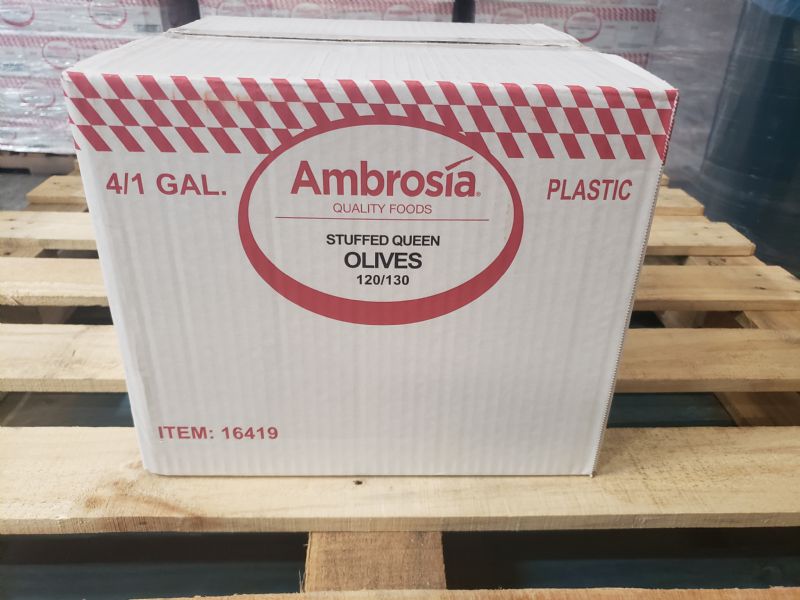 4/1 GAL.
Ambrosía®
QUALITY FOODS
PLASTIC
STUFFED QUEEN
OLIVES
120/130
ITEM: 16419